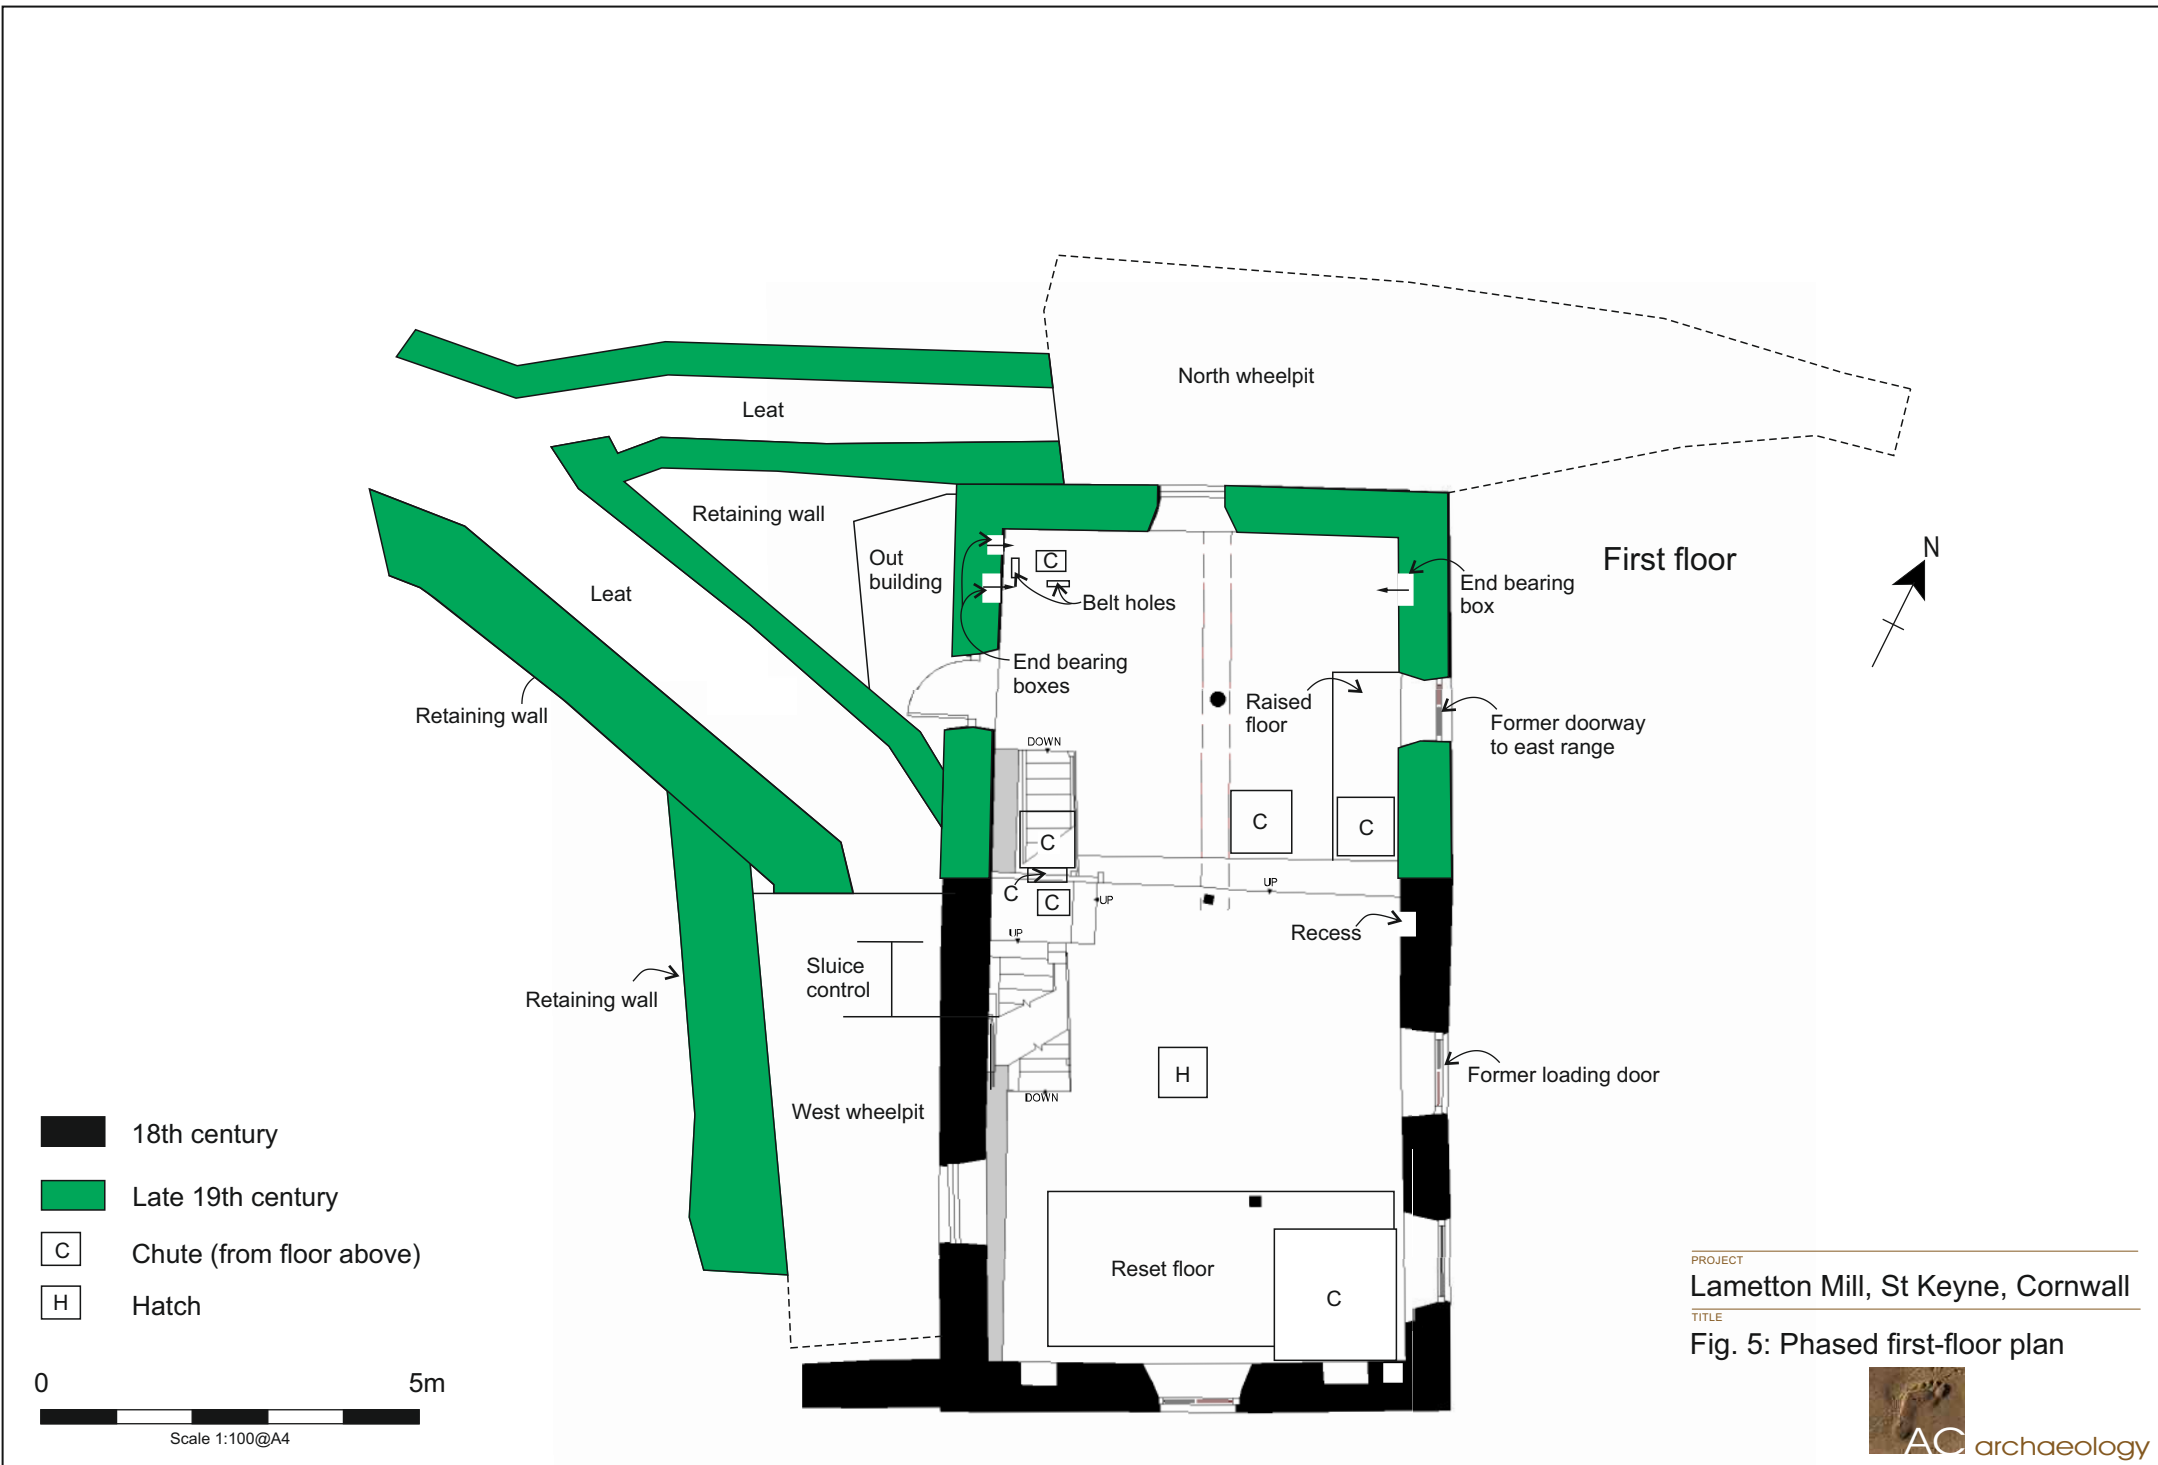 North wheelpit
Leat
Retaining wall
Out
building
C
Belt holes
First floor
N
End bearing
box
Leat
End bearing
boxes
Retaining wall
Raised
floor
Former doorway
to east range
DOWN
C
C
C
C
C
UP
UP
UP
Recess
Sluice
control
Retaining wall
H
Former loading door
DOWN
West wheelpit
18th century
Late 19th century
C
Chute (from floor above)
H
Hatch
Reset floor
C
0
5m
Scale 1:100@A4
PROJECT
Lametton Mill, St Keyne, Cornwall
TITLE
Fig. 5: Phased first-floor plan
AC archaeology